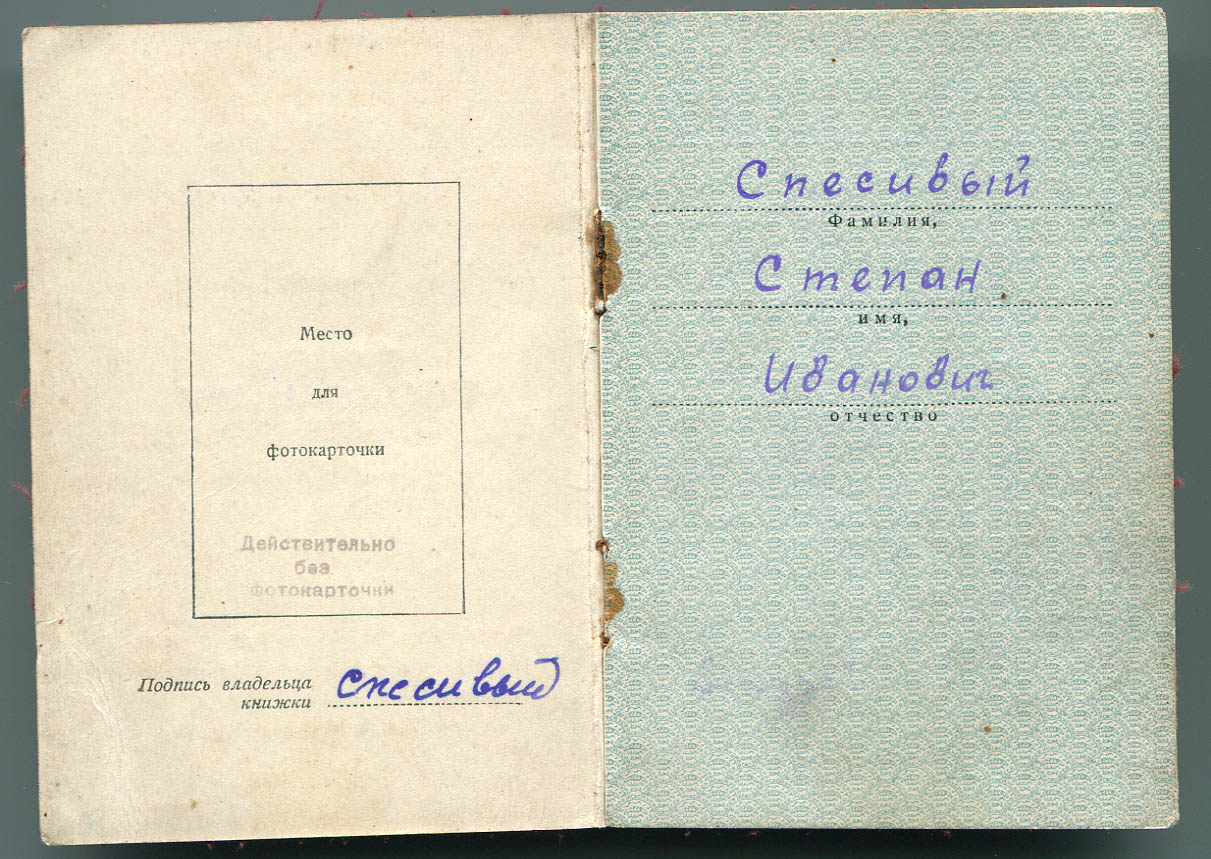 Место
для
фотокарточки
Действительно
без
фотокарточки
Подпись владельца
книжки
Спесивый
Спесивый
Фамилия,
Степан
имя,
Иванович
отчество